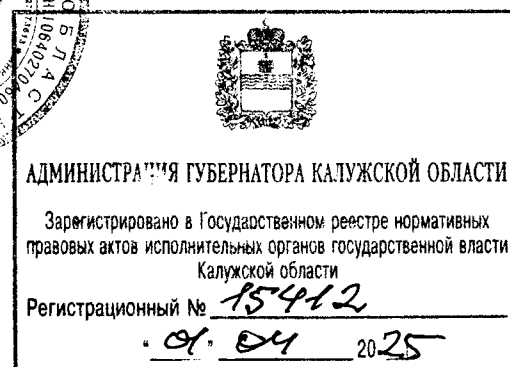 АДМИНИСТРАЦИЯ ГУБЕРНАТОРА КАЛУЖСКОЙ ОБЛАСТИ
Зарегистрировано в Государственном реестре нормативных
правовых актов исполнительных органов государственной власти
Калужской области
Регистрационный № 15412
"01" 04 2025